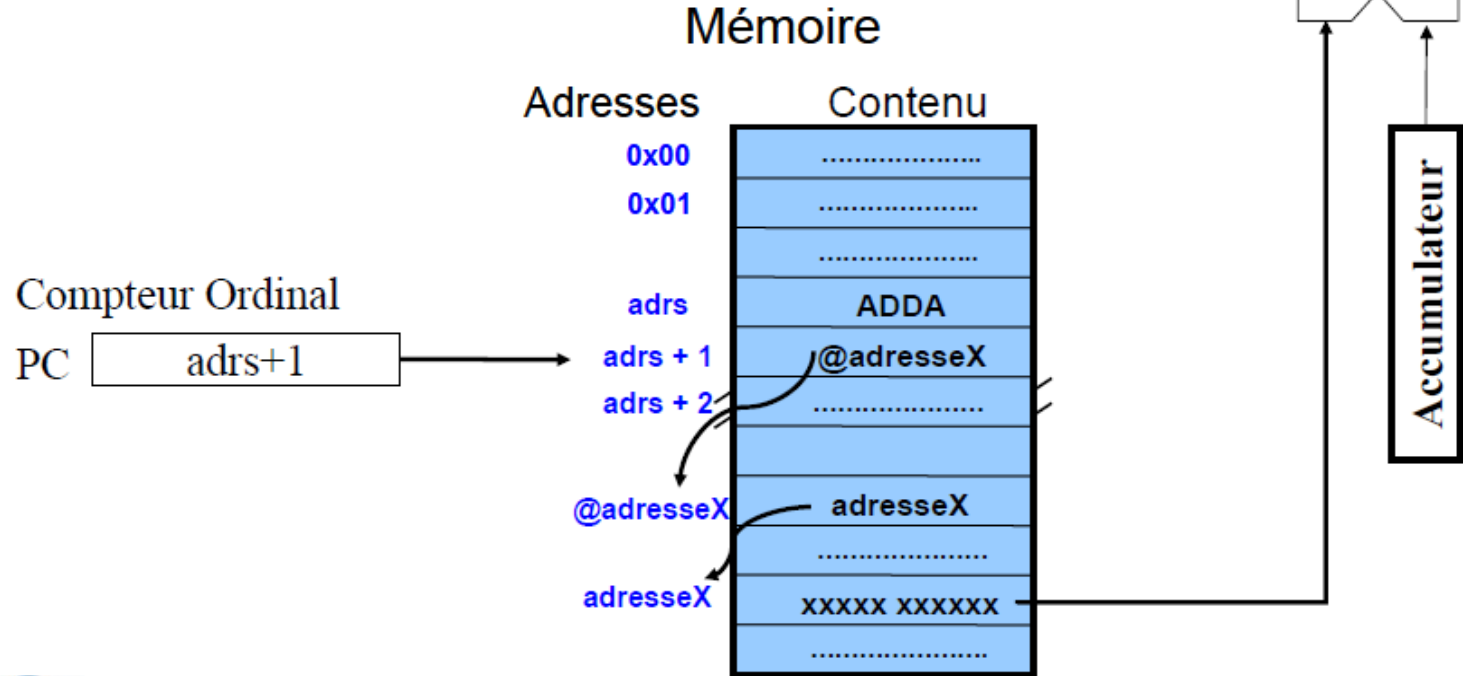 Mémoire
Adresses Contenu
0x00 .....................
0x01 .....................
.....................
Compteur Ordinal
adrs ADDA
PC adrs+1 adrs + 1 @adresseX
adrs + 2 .....................
@adresseX adresseX
.....................
adresseX xxxxx xxxxxx
.....................
Accumulateur